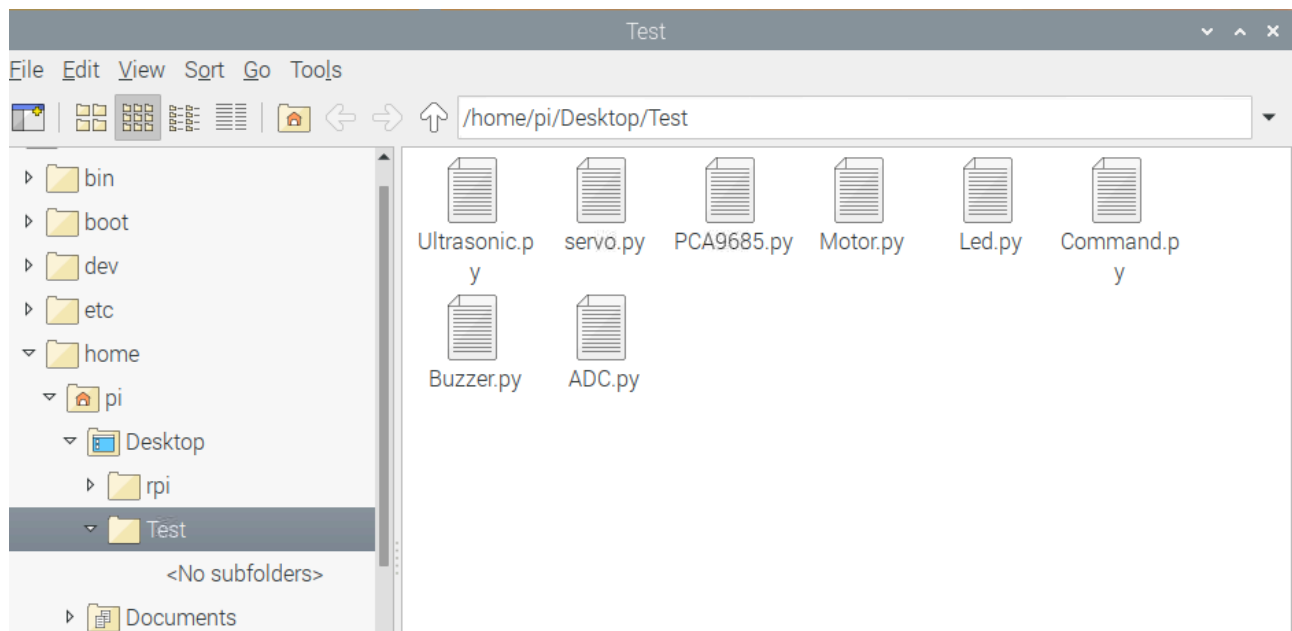 Test
File Edit View Sort Go Tools
/home/pi/Desktop/Test
bin
boot
dev
etc
home
pi
Desktop
rpi
Test
<No subfolders>
Documents
Ultrasonic.p
y
servo.py
PCA9685.py
Motor.py
Led.py
Command.p
y
Buzzer.py
ADC.py